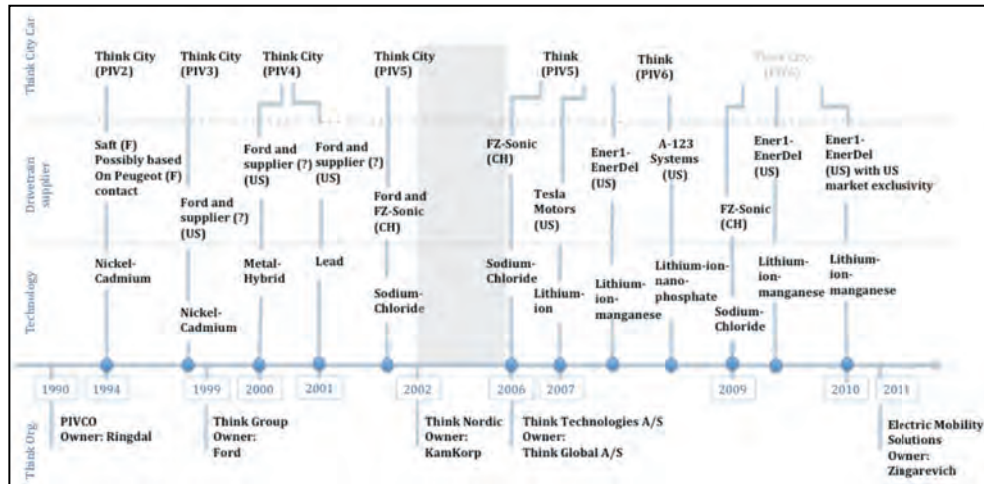 Think City Car
Think City
(PIV2)
Think City
(PIV3)
Think City
(PIV4)
Think City
(PIV5)
Think
(PIV5)
Think
(PIV6)
Think City
Drivetrain
supplier
Saft (F)
Possibly based
On Peugeot (F)
contact
Ford and
supplier (?)
(US)
Ford and
supplier (?)
(US)
Ford and
supplier (?)
(US)
Ford and
FZ-Sonic
(CH)
FZ-Sonic
(CH)
Tesla
Motors
(US)
Ener1-
EnerDel
(US)
A-123
Systems
(US)
FZ-Sonic
(CH)
Ener1-
EnerDel
(US)
Ener1-
EnerDel
(US) with US
market exclusivity
Technology
Nickel-
Cadmium
Nickel-
Cadmium
Metal-
Hybrid
Lead
Sodium-
Chloride
Sodium-
Chloride
Lithium-
ion
Lithium-
ion-
manganese
Lithium-ion-
nano-
phosphate
Sodium-
Chloride
Lithium-
ion-
manganese
Lithium-
ion-
manganese
1990
1994
1999
2000
2001
2002
2006
2007
2009
2010
2011
Think Org.
PIVCO
Owner: Ringdal
Think Group
Owner:
Ford
Think Nordic
Owner:
KamKorp
Think Technologies A/S
Owner:
Think Global A/S
Electric Mobility
Solutions
Owner:
Zingarevich